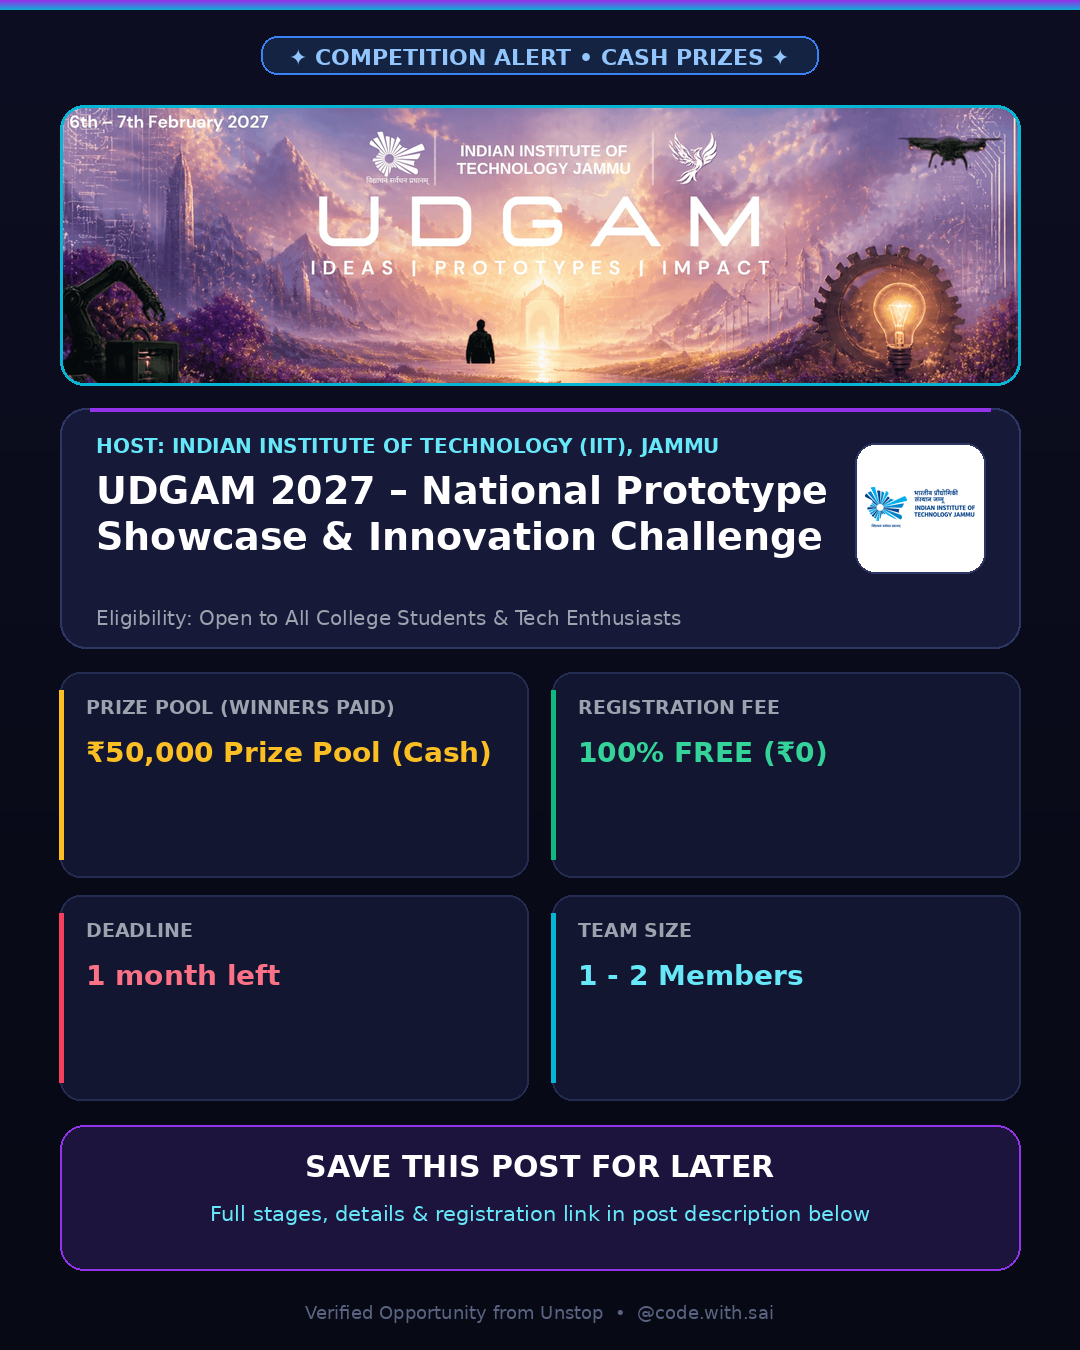 ✦ COMPETITION ALERT • CASH PRIZES ✦
6th – 7th February 2027
INDIAN INSTITUTE OF
TECHNOLOGY JAMMU
UDGAM
IDEAS | PROTOTYPES | IMPACT
HOST: INDIAN INSTITUTE OF TECHNOLOGY (IIT), JAMMU
UDGAM 2027 – National Prototype
Showcase & Innovation Challenge
भारतीय प्रौद्योगिकी
संस्थान जम्मू
INDIAN INSTITUTE OF
TECHNOLOGY JAMMU
Eligibility: Open to All College Students & Tech Enthusiasts
PRIZE POOL (WINNERS PAID)
₹50,000 Prize Pool (Cash)
REGISTRATION FEE
100% FREE (₹0)
DEADLINE
1 month left
TEAM SIZE
1 - 2 Members
SAVE THIS POST FOR LATER
Full stages, details & registration link in post description below
Verified Opportunity from Unstop • @code.with.sai